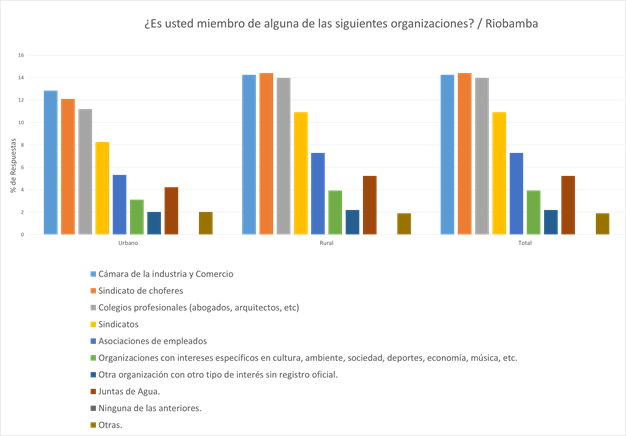 ¿Es usted miembro de alguna de las siguientes organizaciones? / Riobamba
16
14
12
10
8
6
4
2
0
% de Respuestas
Urbano Rural Total
Cámara de la industria y Comercio
Sindicato de choferes
Colegios profesionales (abogados, arquitectos, etc)
Sindicatos
Asociaciones de empleados
Organizaciones con intereses específicos en cultura, ambiente, sociedad, deportes, economía, música, etc.
Otra organización con otro tipo de interés sin registro oficial.
Juntas de Agua.
Ninguna de las anteriores.
Otras.